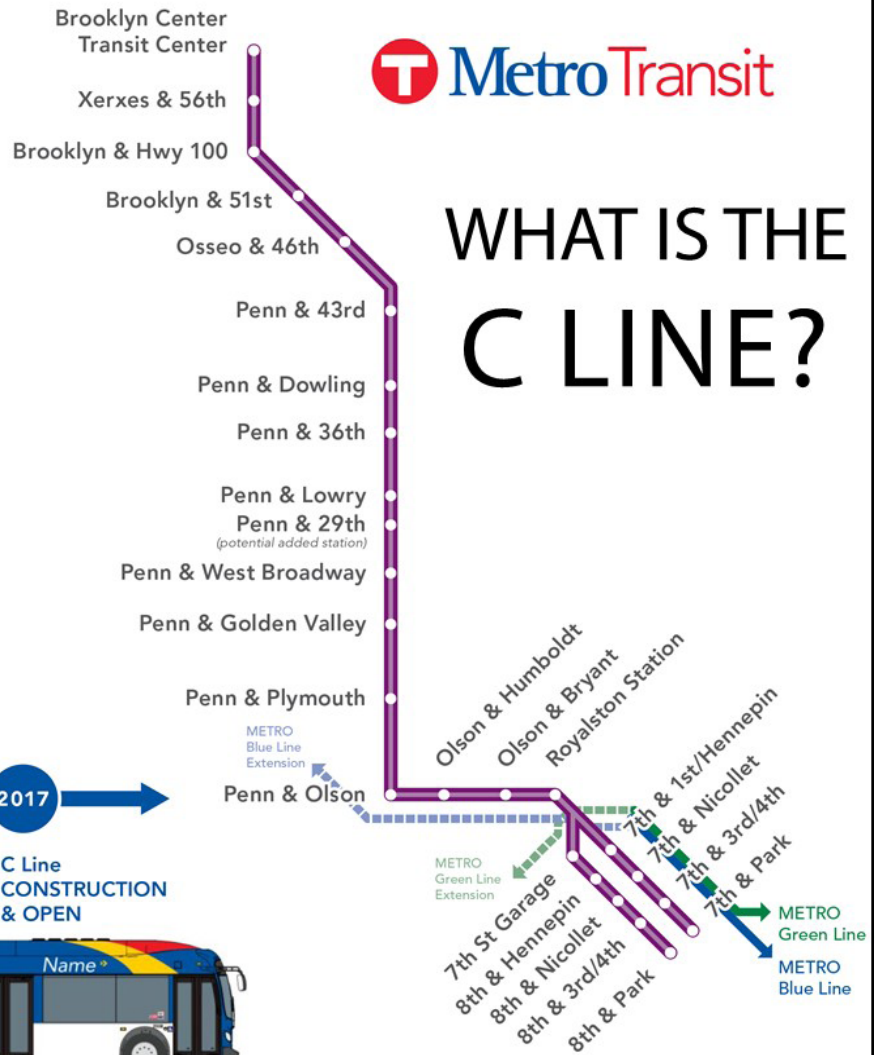 Brooklyn Center
Transit Center
Xerxes & 56th
Brooklyn & Hwy 100
Brooklyn & 51st
Osseo & 46th
T MetroTransit
WHAT IS THE
C LINE?
Penn & 43rd
Penn & Dowling
Penn & 36th
Penn & Lowry
Penn & 29th
(potential added station)
Penn & West Broadway
Penn & Golden Valley
Penn & Plymouth
Penn & Olson
METRO
Blue Line
Extension
Olson & Humboldt
Olson & Bryant
Royalston Station
7th & 1st/Hennepin
7th & Nicollet
7th & 3rd/4th
7th & Park
METRO
Green Line
Extension
7th St Garage
8th & Hennepin
8th & Nicollet
8th & 3rd/4th
8th & Park
METRO
Green Line
METRO
Blue Line
2017
C Line
CONSTRUCTION
& OPEN
Name